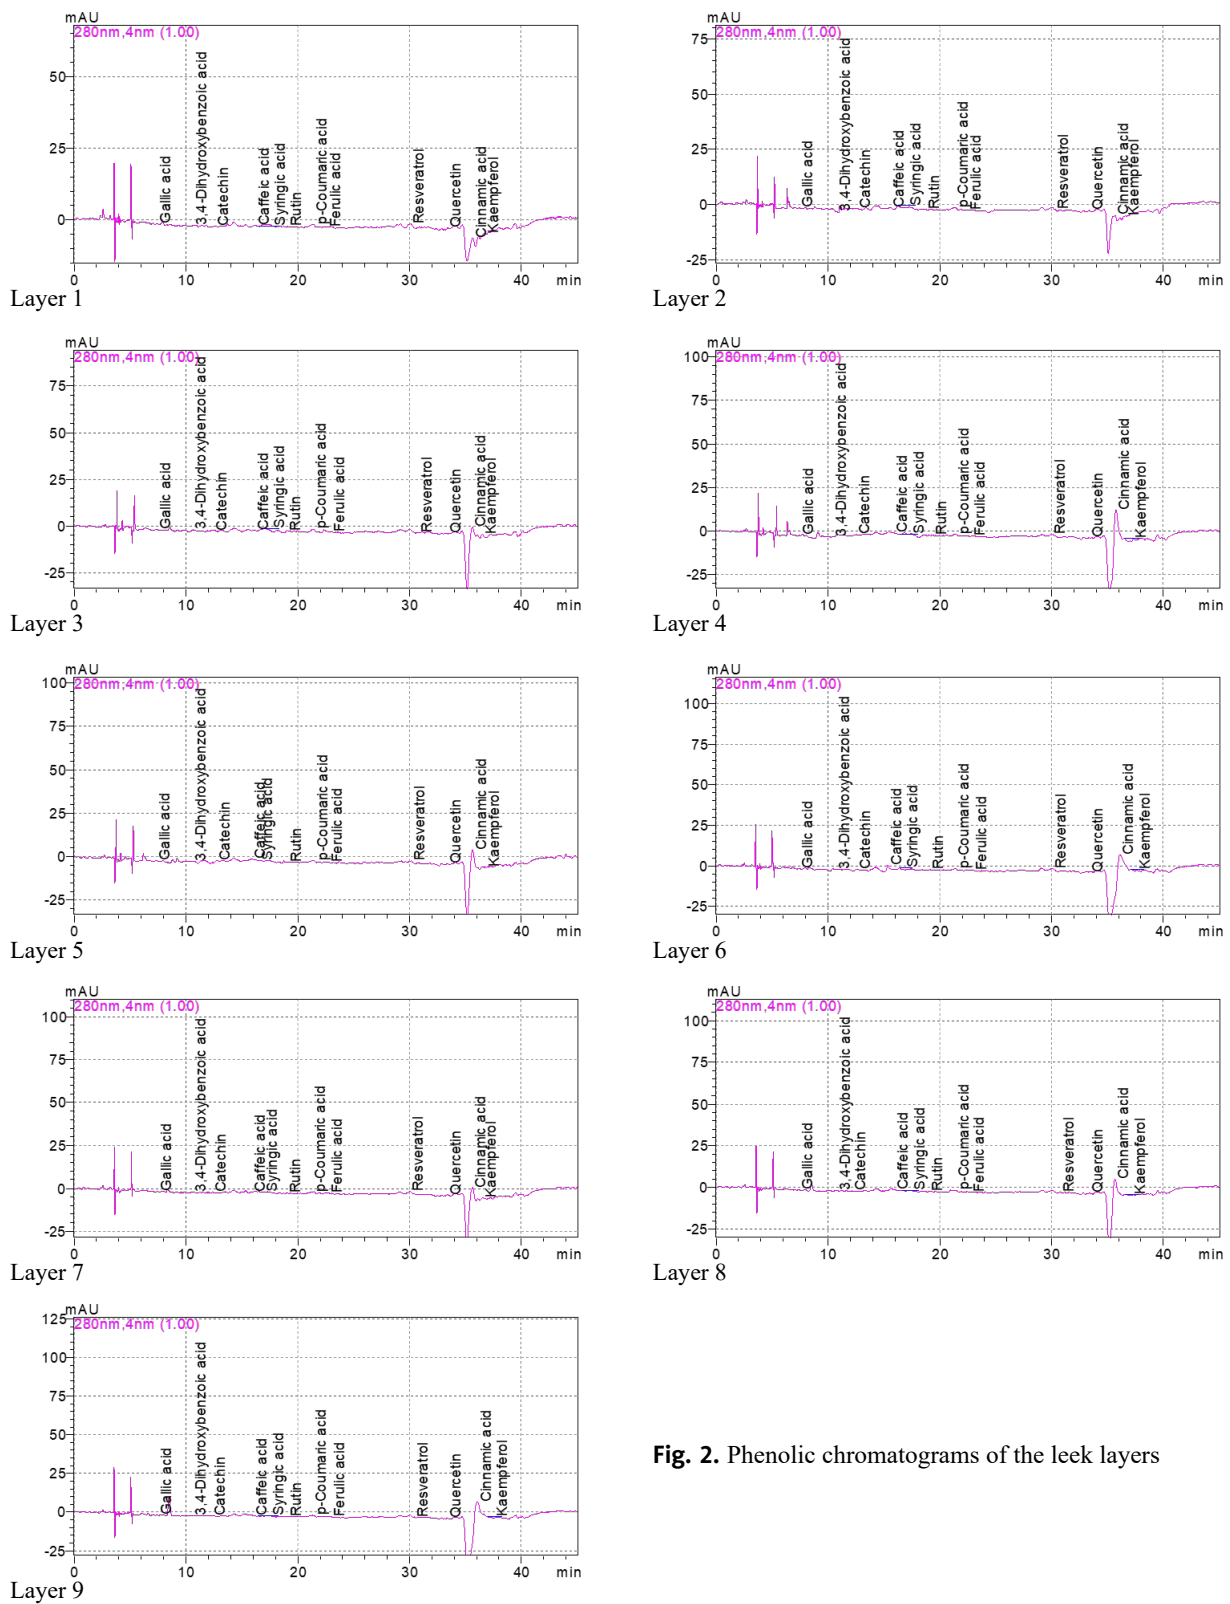 mAU
280nm,4nm (1.00)
50
25
0
Gallic acid
3,4-Dihydroxybenzoic acid
Catechin
Caffeic acid
Syringic acid
Rutin
p-Coumaric acid
Ferulic acid
Resveratrol
Quercetin
Cinnamic acid
Kaempferol
0 10 20 30 40 min
Layer 1
mAU
280nm,4nm (1.00)
75
50
25
0
-25
Gallic acid
3,4-Dihydroxybenzoic acid
Catechin
Caffeic acid
Syringic acid
Rutin
p-Coumaric acid
Ferulic acid
Resveratrol
Quercetin
Cinnamic acid
Kaempferol
0 10 20 30 40 min
Layer 2
mAU
280nm,4nm (1.00)
75
50
25
0
-25
Gallic acid
3,4-Dihydroxybenzoic acid
Catechin
Caffeic acid
Syringic acid
Rutin
p-Coumaric acid
Ferulic acid
Resveratrol
Quercetin
Cinnamic acid
Kaempferol
0 10 20 30 40 min
Layer 3
mAU
280nm,4nm (1.00)
100
75
50
25
0
-25
Gallic acid
3,4-Dihydroxybenzoic acid
Catechin
Caffeic acid
Syringic acid
Rutin
p-Coumaric acid
Ferulic acid
Resveratrol
Quercetin
Cinnamic acid
Kaempferol
0 10 20 30 40 min
Layer 4
mAU
280nm,4nm (1.00)
100
75
50
25
0
-25
Gallic acid
3,4-Dihydroxybenzoic acid
Catechin
Caffeic acid
Syringic acid
Rutin
p-Coumaric acid
Ferulic acid
Resveratrol
Quercetin
Cinnamic acid
Kaempferol
0 10 20 30 40 min
Layer 5
mAU
280nm,4nm (1.00)
100
75
50
25
0
-25
Gallic acid
3,4-Dihydroxybenzoic acid
Catechin
Caffeic acid
Syringic acid
Rutin
p-Coumaric acid
Ferulic acid
Resveratrol
Quercetin
Cinnamic acid
Kaempferol
0 10 20 30 40 min
Layer 6
mAU
280nm,4nm (1.00)
100
75
50
25
0
-25
Gallic acid
3,4-Dihydroxybenzoic acid
Catechin
Caffeic acid
Syringic acid
Rutin
p-Coumaric acid
Ferulic acid
Resveratrol
Quercetin
Cinnamic acid
Kaempferol
0 10 20 30 40 min
Layer 7
mAU
280nm,4nm (1.00)
100
75
50
25
0
-25
Gallic acid
3,4-Dihydroxybenzoic acid
Catechin
Caffeic acid
Syringic acid
Rutin
p-Coumaric acid
Ferulic acid
Resveratrol
Quercetin
Cinnamic acid
Kaempferol
0 10 20 30 40 min
Layer 8
mAU
280nm,4nm (1.00)
125
100
75
50
25
0
-25
Gallic acid
3,4-Dihydroxybenzoic acid
Catechin
Caffeic acid
Syringic acid
Rutin
p-Coumaric acid
Ferulic acid
Resveratrol
Quercetin
Cinnamic acid
Kaempferol
0 10 20 30 40 min
Layer 9
Fig. 2. Phenolic chromatograms of the leek layers